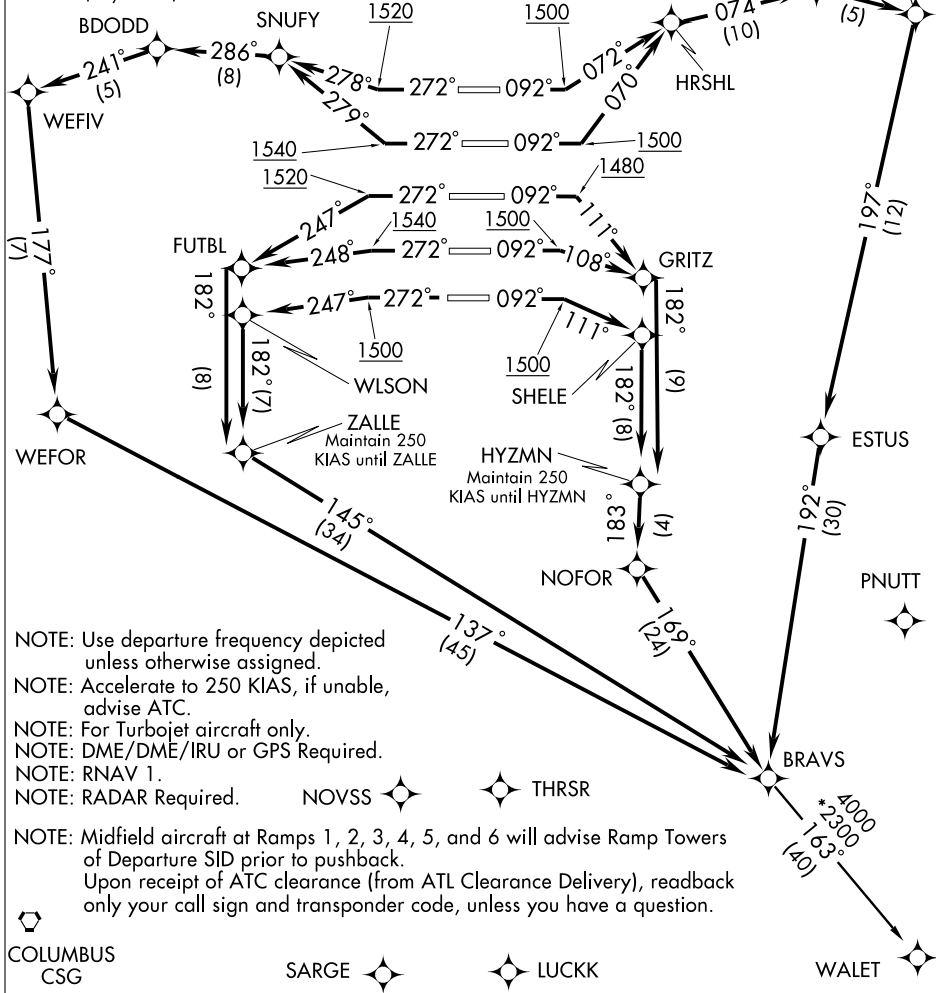 1520
1500
074°
(10)
(5)
BDODD
SNUFY
HRSHL
241°
(5)
286°
(8)
278°
272°
092°
072°
279°
070°
WEFIV
272°
092°
1540
1500
1520
1480
272°
092°
247°
111°
1540
1500
197°
(12)
177°
(7)
FUTBL
248°
272°
092°
108°
GRITZ
182°
(8)
247°
272°
092°
111°
182°
(9)
1500
1500
182° (7)
WLSON
SHELE
182° (8)
ZALLE
Maintain 250
KIAS until ZALLE
WEFOR
HYZMN
Maintain 250
KIAS until HYZMN
ESTUS
145°
(34)
183°
(4)
192°
(30)
NOFOR
PNUTT
137°
(45)
169°
(24)
NOTE: Use departure frequency depicted
unless otherwise assigned.
NOTE: Accelerate to 250 KIAS, if unable,
advise ATC.
NOTE: For Turbojet aircraft only.
NOTE: DME/DME/IRU or GPS Required.
NOTE: RNAV 1.
NOTE: RADAR Required.
NOVSS
THRSR
BRAVS
4000
*2300
163°
(40)
NOTE: Midfield aircraft at Ramps 1, 2, 3, 4, 5, and 6 will advise Ramp Towers
of Departure SID prior to pushback.
Upon receipt of ATC clearance (from ATL Clearance Delivery), readback
only your call sign and transponder code, unless you have a question.
COLUMBUS
CSG
SARGE
LUCKK
WALET